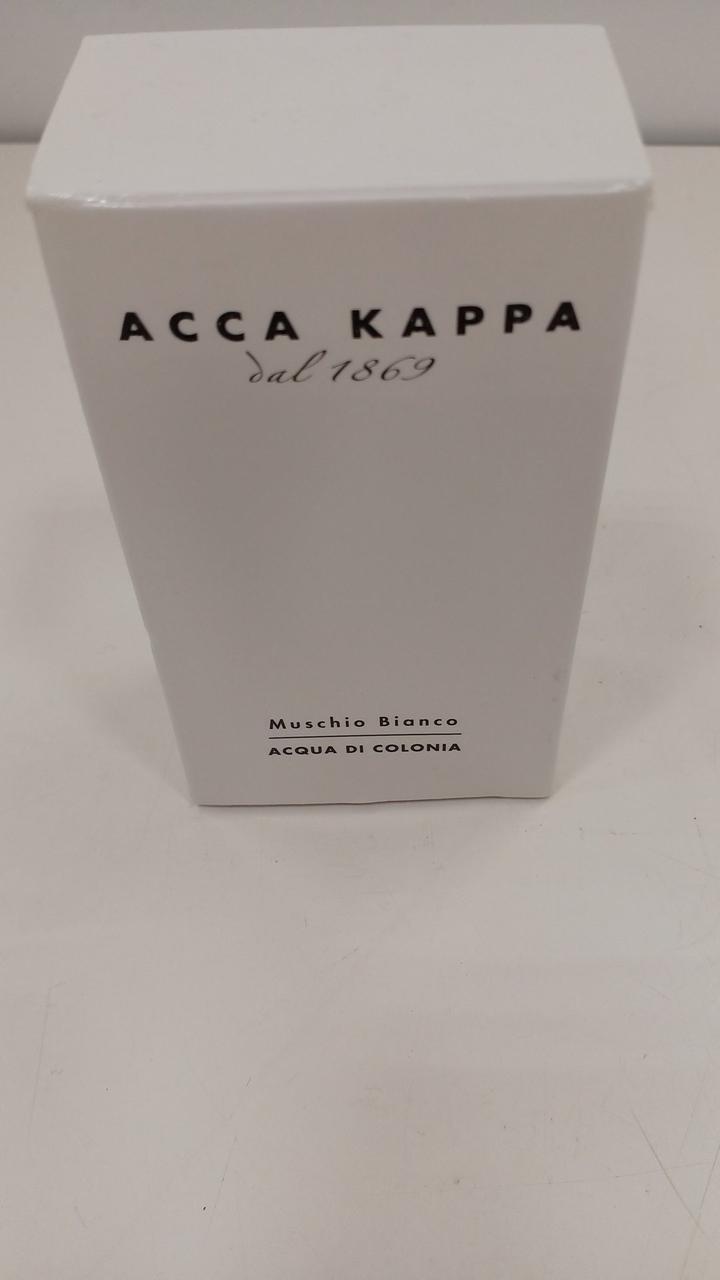 ACCA KAPPA
dal 1869
Muschio Bianco
ACQUA DI COLONIA